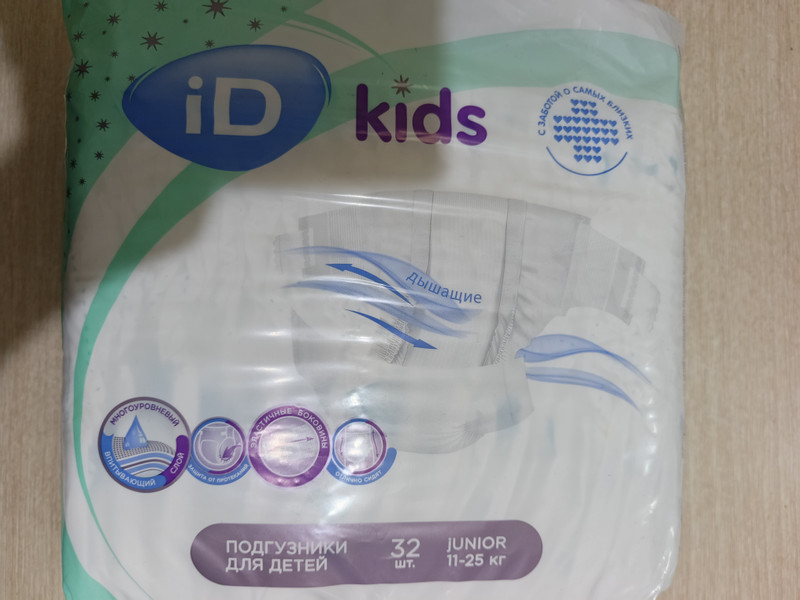 iD
kids
С ЗАБОТОЙ О САМЫХ БЛИЗКИХ
дышащие
МНОГОУРОВНЕВЫЙ
ВПИТЫВАЮЩИЙ
СЛОЙ
ЗАЩИТА ОТ ПРОТЕКАНИЙ
ЭЛАСТИЧНЫЕ БОКОВИНЫ
ОТЛИЧНО СИДИТ
ПОДГУЗНИКИ
ДЛЯ ДЕТЕЙ
32
ШТ.
JUNIOR
11-25 КГ